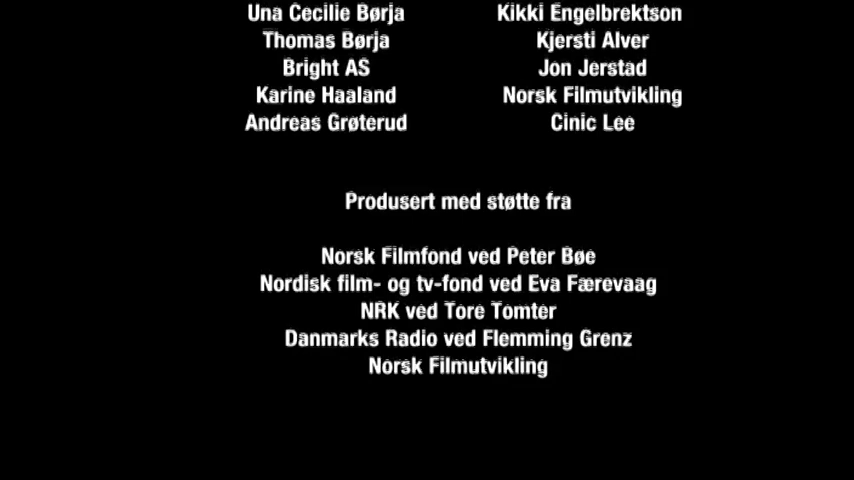 Una Cecilie Børja Kikki Engelbrektson
Thomas Børja Kjersti Alver
Bright AS Jon Jerstad
Karine Haaland Norsk Filmutvikling
Andreas Grøterud Cinic Lee
Produsert med støtte fra
Norsk Filmfond ved Peter Bøe
Nordisk film- og tv-fond ved Eva Færevaag
NRK ved Tore Tomter
Danmarks Radio ved Flemming Grenz
Norsk Filmutvikling